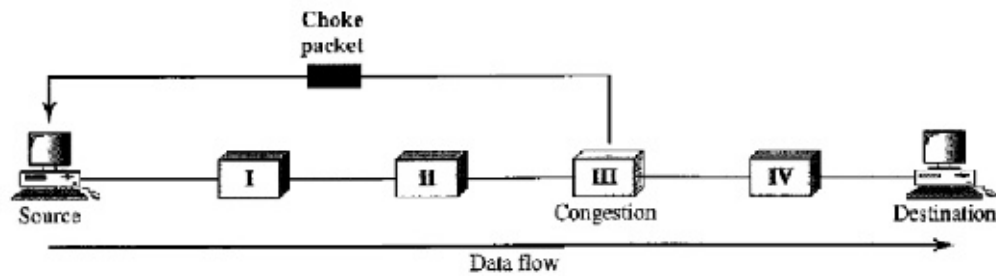 Choke
packet
I
II
III
IV
Source
Congestion
Destination
Data flow